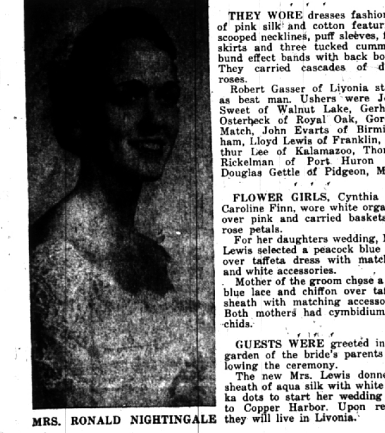 THEY WORE dresses fashion
of pink silk and cotton featur
scooped necklines, puff sleeves, f
skirts and three tucked cumm
bund effect bands with back bo
They carried cascades of d
roses.
Robert Gasser of Livonia st
as best man. Ushers were J
Sweet of Walnut Lake, Gerh
Osterbeck of Royal Oak, Gor
Match, John Evarts of Birmi
ham, Lloyd Lewis of Franklin,
thur Lee of Kalamazoo, Thor
Rickelman of Port Huron
Douglas Gettle of Pidgeon, M
FLOWER GIRLS, Cynthia
Caroline Finn, wore white orga
over pink and carried baskets
rose petals.
For her daughters wedding, M
Lewis selected a peacock blue
over taffeta dress with match
and white accessories.
Mother of the groom chose a
blue lace and chiffon over taf
sheath with matching accesso
Both mothers had cymbidium
chids.
GUESTS WERE greeted in
garden of the bride's parents
lowing the ceremony.
The new Mrs. Lewis donne
sheath of aqua silk with white
ka dots to start her wedding
to Copper Harbor. Upon re
they will live in Livonia.
MRS. RONALD NIGHTINGALE